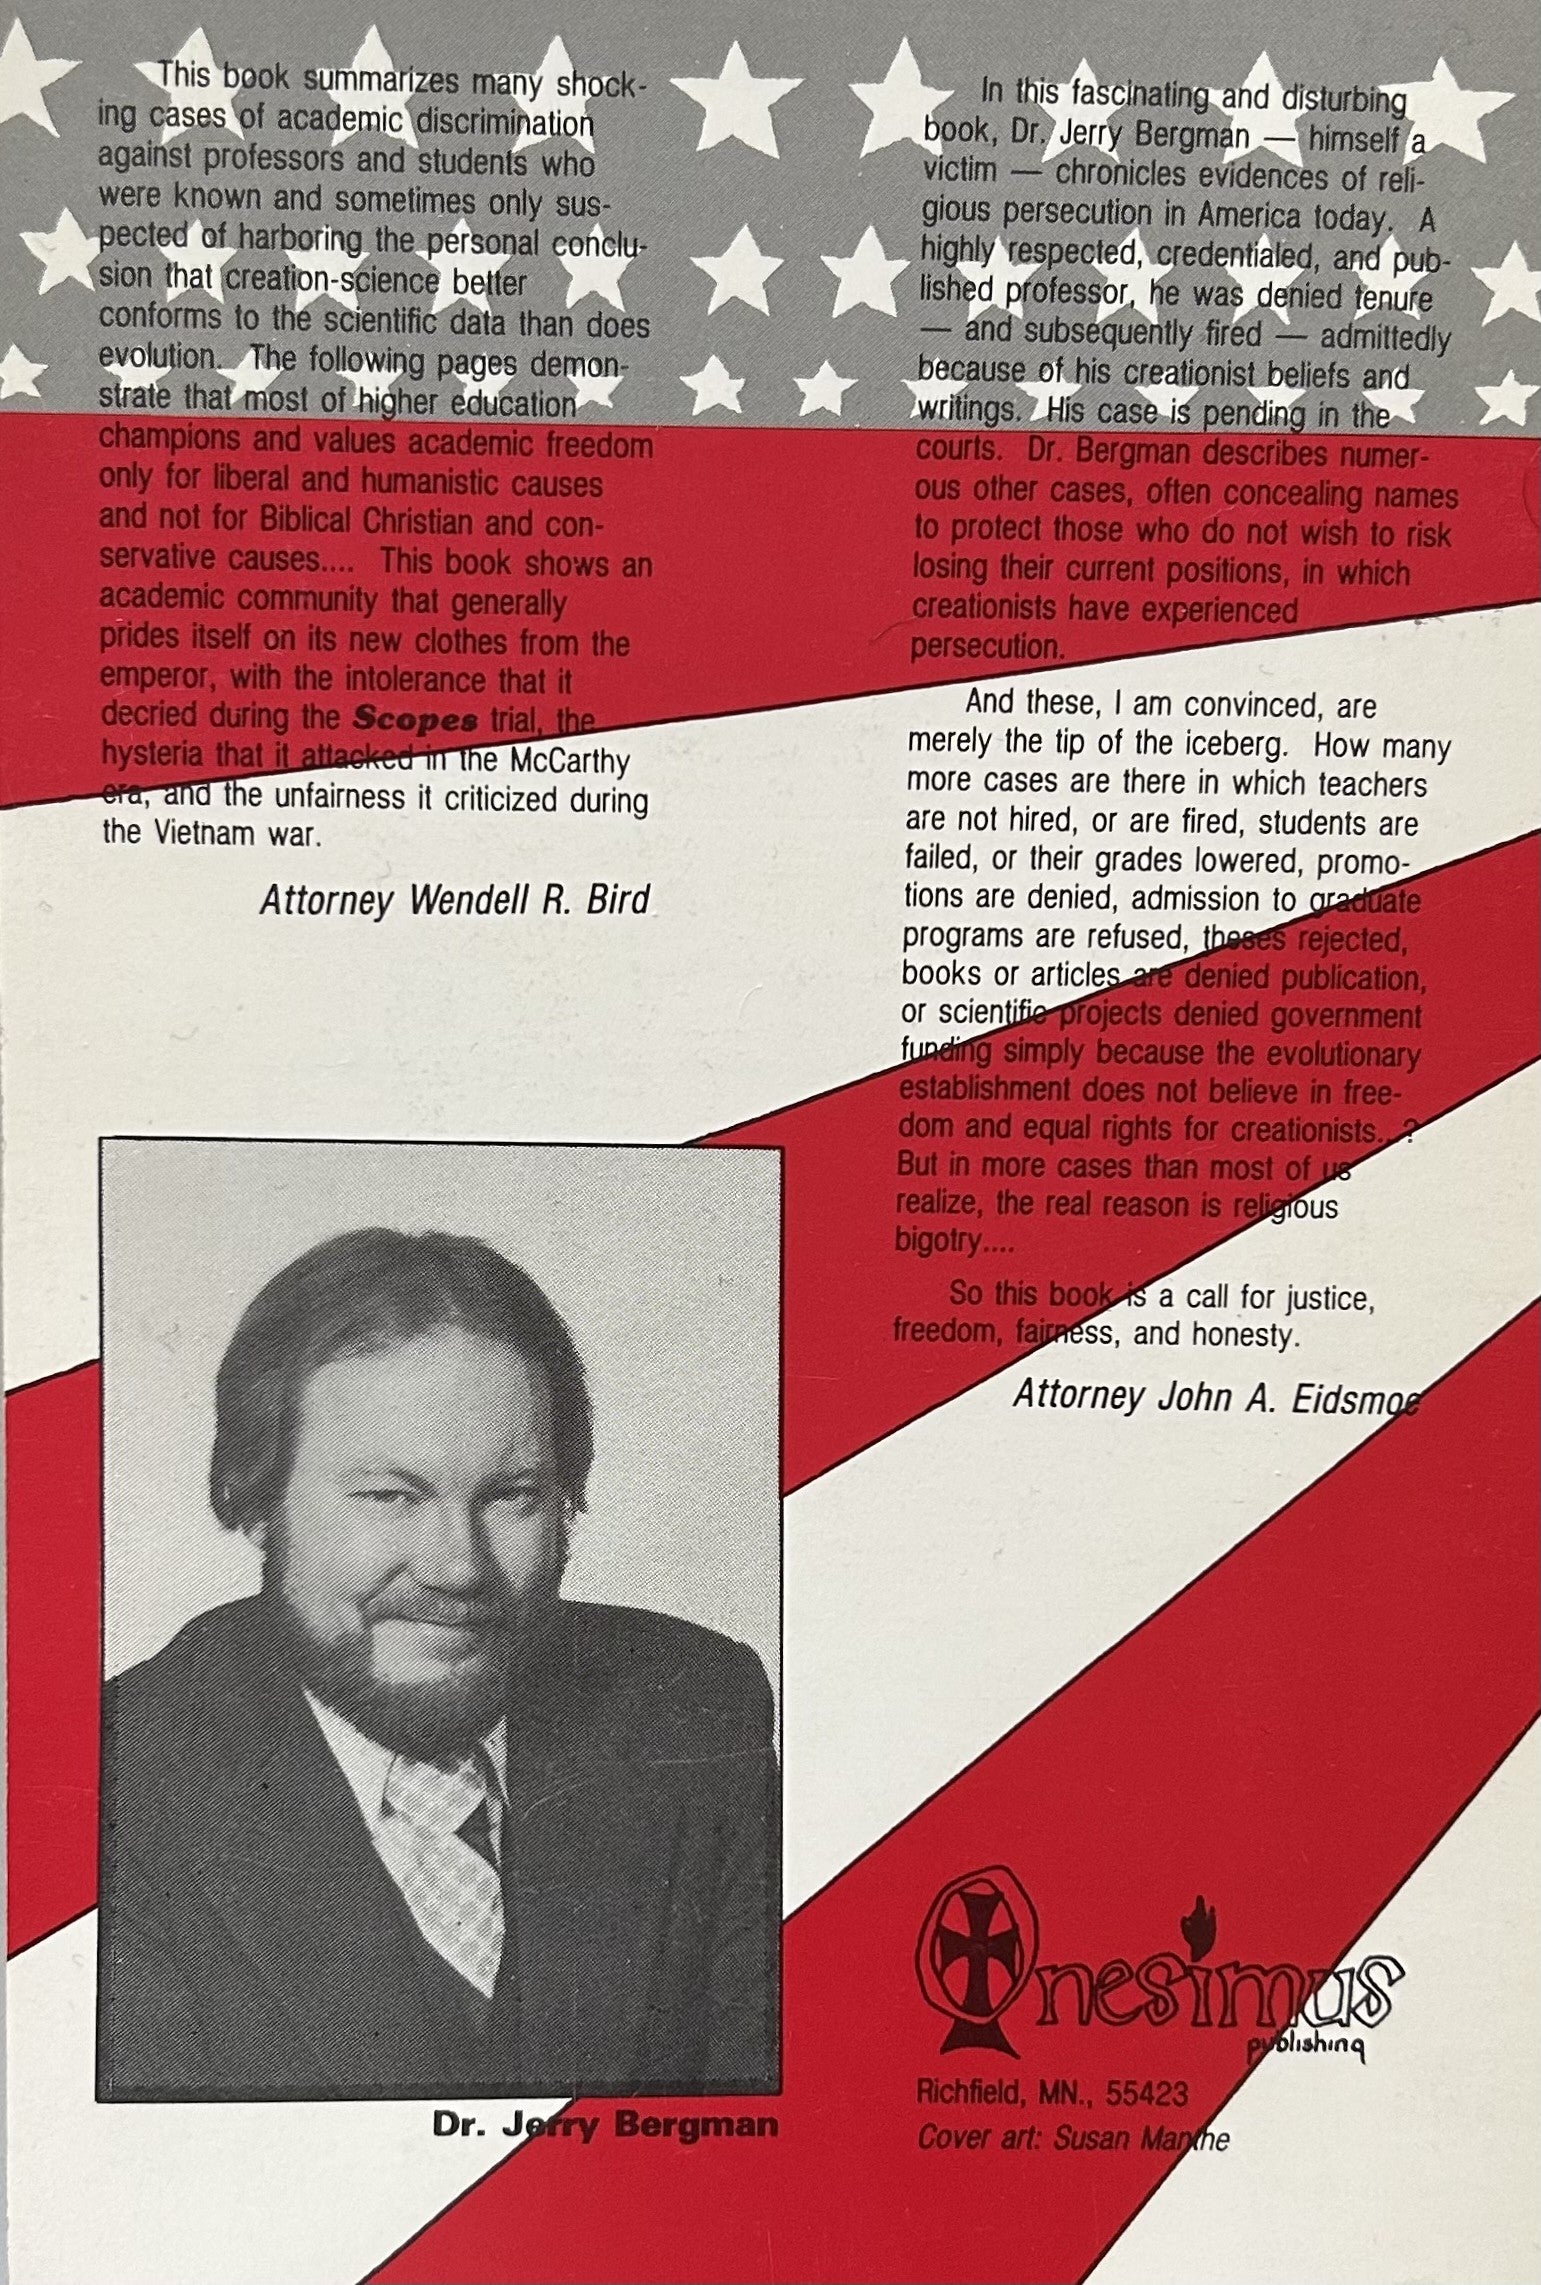 This book summarizes many shock-
ing cases of academic discrimination
against professors and students who
were known and sometimes only sus-
pected of harboring the personal conclu-
sion that creation-science better
conforms to the scientific data than does
evolution. The following pages demon-
strate that most of higher education
champions and values academic freedom
only for liberal and humanistic causes
and not for Biblical Christian and con-
servative causes.... This book shows an
academic community that generally
prides itself on its new clothes from the
emperor, with the intolerance that it
decried during the Scopes trial, the
hysteria that it attacked in the McCarthy
era, and the unfairness it criticized during
the Vietnam war.
Attorney Wendell R. Bird
Dr. Jerry Bergman
In this fascinating and disturbing
book, Dr. Jerry Bergman — himself a
victim — chronicles evidences of reli-
gious persecution in America today. A
highly respected, credentialed, and pub-
lished professor, he was denied tenure
— and subsequently fired — admittedly
because of his creationist beliefs and
writings. His case is pending in the
courts. Dr. Bergman describes numer-
ous other cases, often concealing names
to protect those who do not wish to risk
losing their current positions, in which
creationists have experienced
persecution.
And these, I am convinced, are
merely the tip of the iceberg. How many
more cases are there in which teachers
are not hired, or are fired, students are
failed, or their grades lowered, promo-
tions are denied, admission to graduate
programs are refused, theses rejected,
books or articles are denied publication,
or scientific projects denied government
funding simply because the evolutionary
establishment does not believe in free-
dom and equal rights for creationists...?
But in more cases than most of us
realize, the real reason is religious
bigotry....
So this book is a call for justice,
freedom, fairness, and honesty.
Attorney John A. Eidsmoe
Onesimus
publishing
Richfield, MN., 55423
Cover art: Susan Manthe